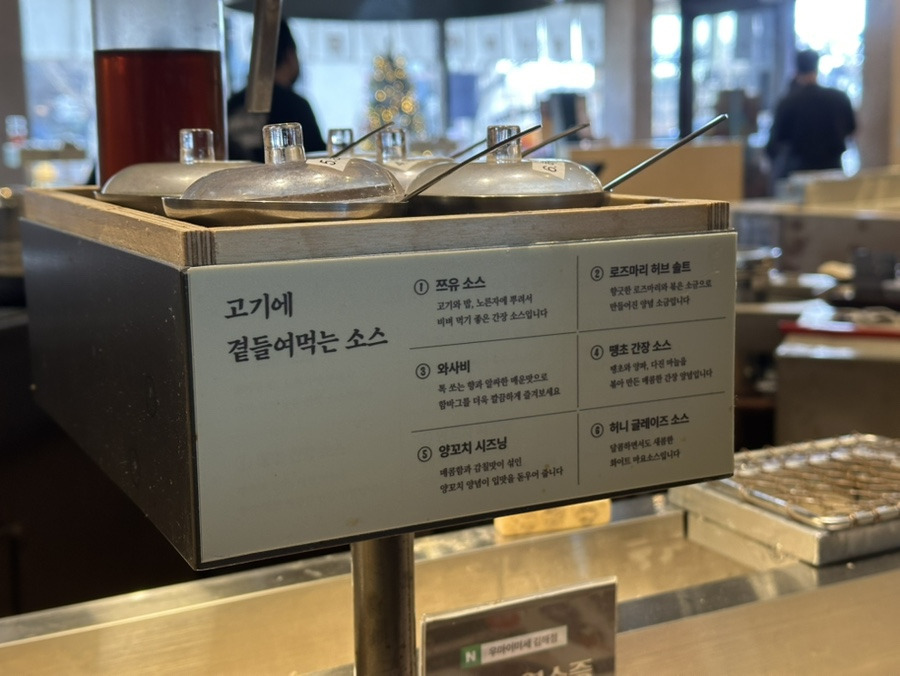 고기에
곁들여먹는 소스
① 쯔유 소스
고기와 밥, 노른자에 뿌려서
비벼 먹기 좋은 간장 소스입니다
② 로즈마리 허브 솔트
향긋한 로즈마리와 볶은 소금으로
만들어진 양념 소금입니다
③ 와사비
톡 쏘는 향과 알싸한 매운맛으로
함바그를 더욱 깔끔하게 즐겨보세요
④ 땡초 간장 소스
땡초와 양파, 다진 마늘을
볶아 만든 매콤한 간장 양념입니다
⑤ 양꼬치 시즈닝
매콤함과 감칠맛이 섞인
양꼬치 양념이 입맛을 돋우어 줍니다
⑥ 허니 글레이즈 소스
달콤하면서도 새콤한
화이트 마요소스입니다
N 우마이마세 김제점